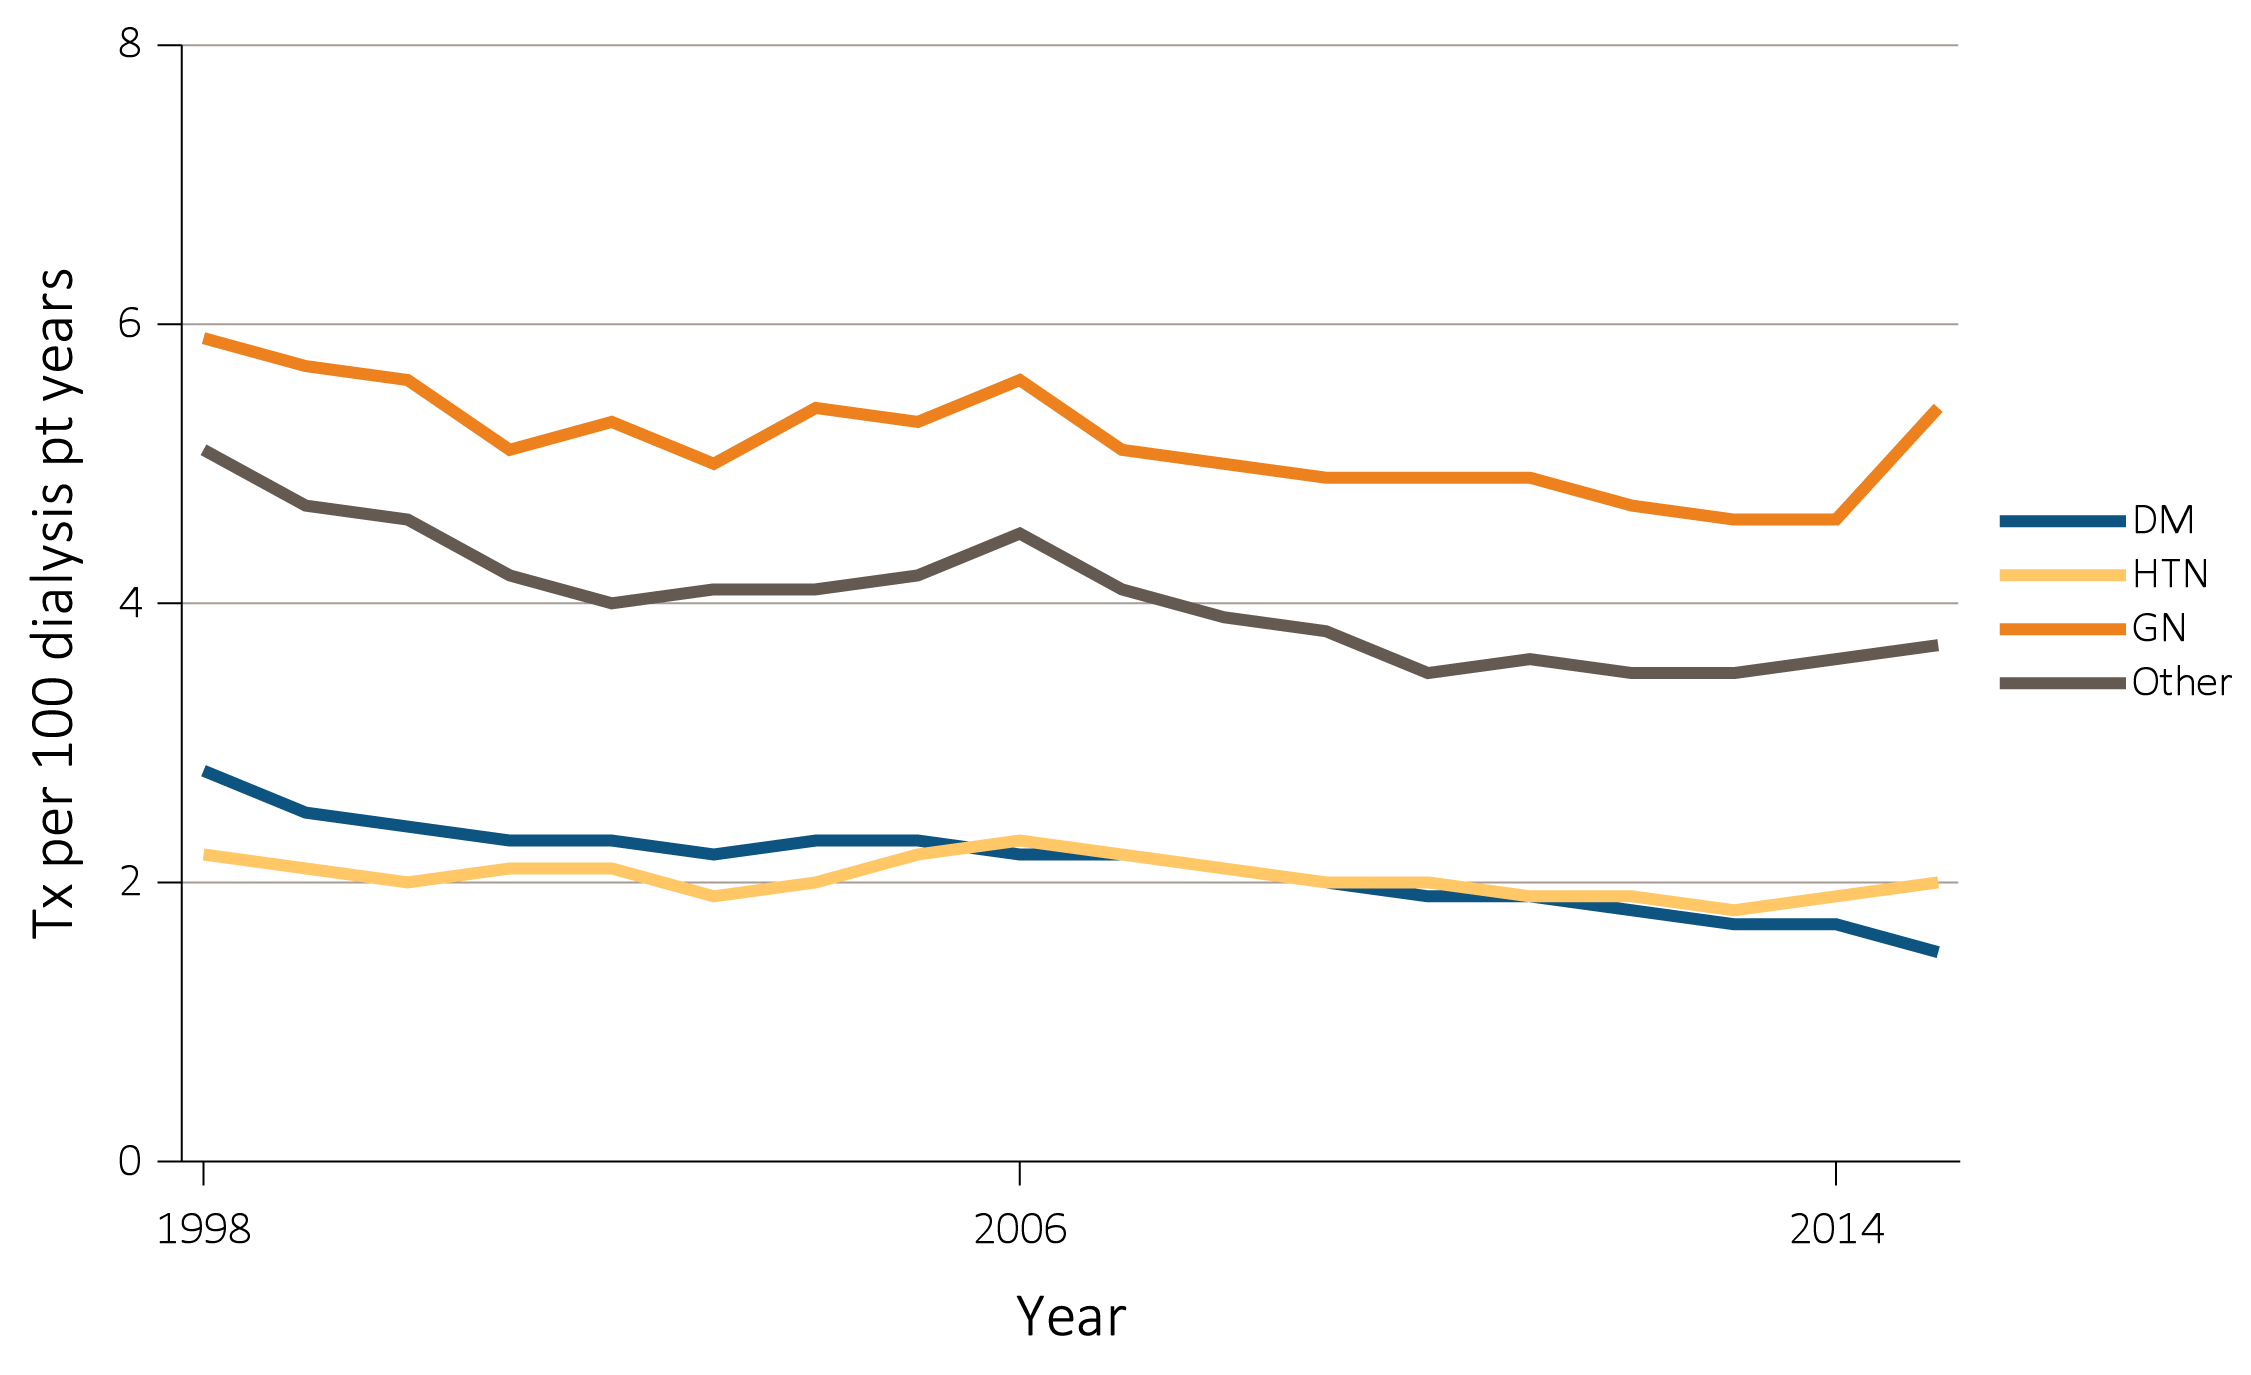 Tx per 100 dialysis pt years
8
6
4
2
0
1998
2006
2014
Year
DM
HTN
GN
Other